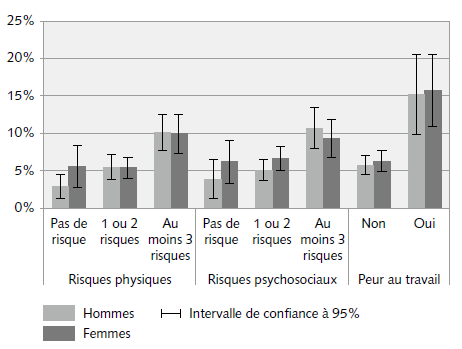 25%
20%
15%
10%
5%
0%
Pas de
risque
1 ou 2
risques
Au
moins 3
risques
Pas de
risque
1 ou 2
risques
Au
moins 3
risques
Non
Oui
Risques physiques
Risques psychosociaux
Peur au travail
Hommes
Intervalle de confiance à 95%
Femmes